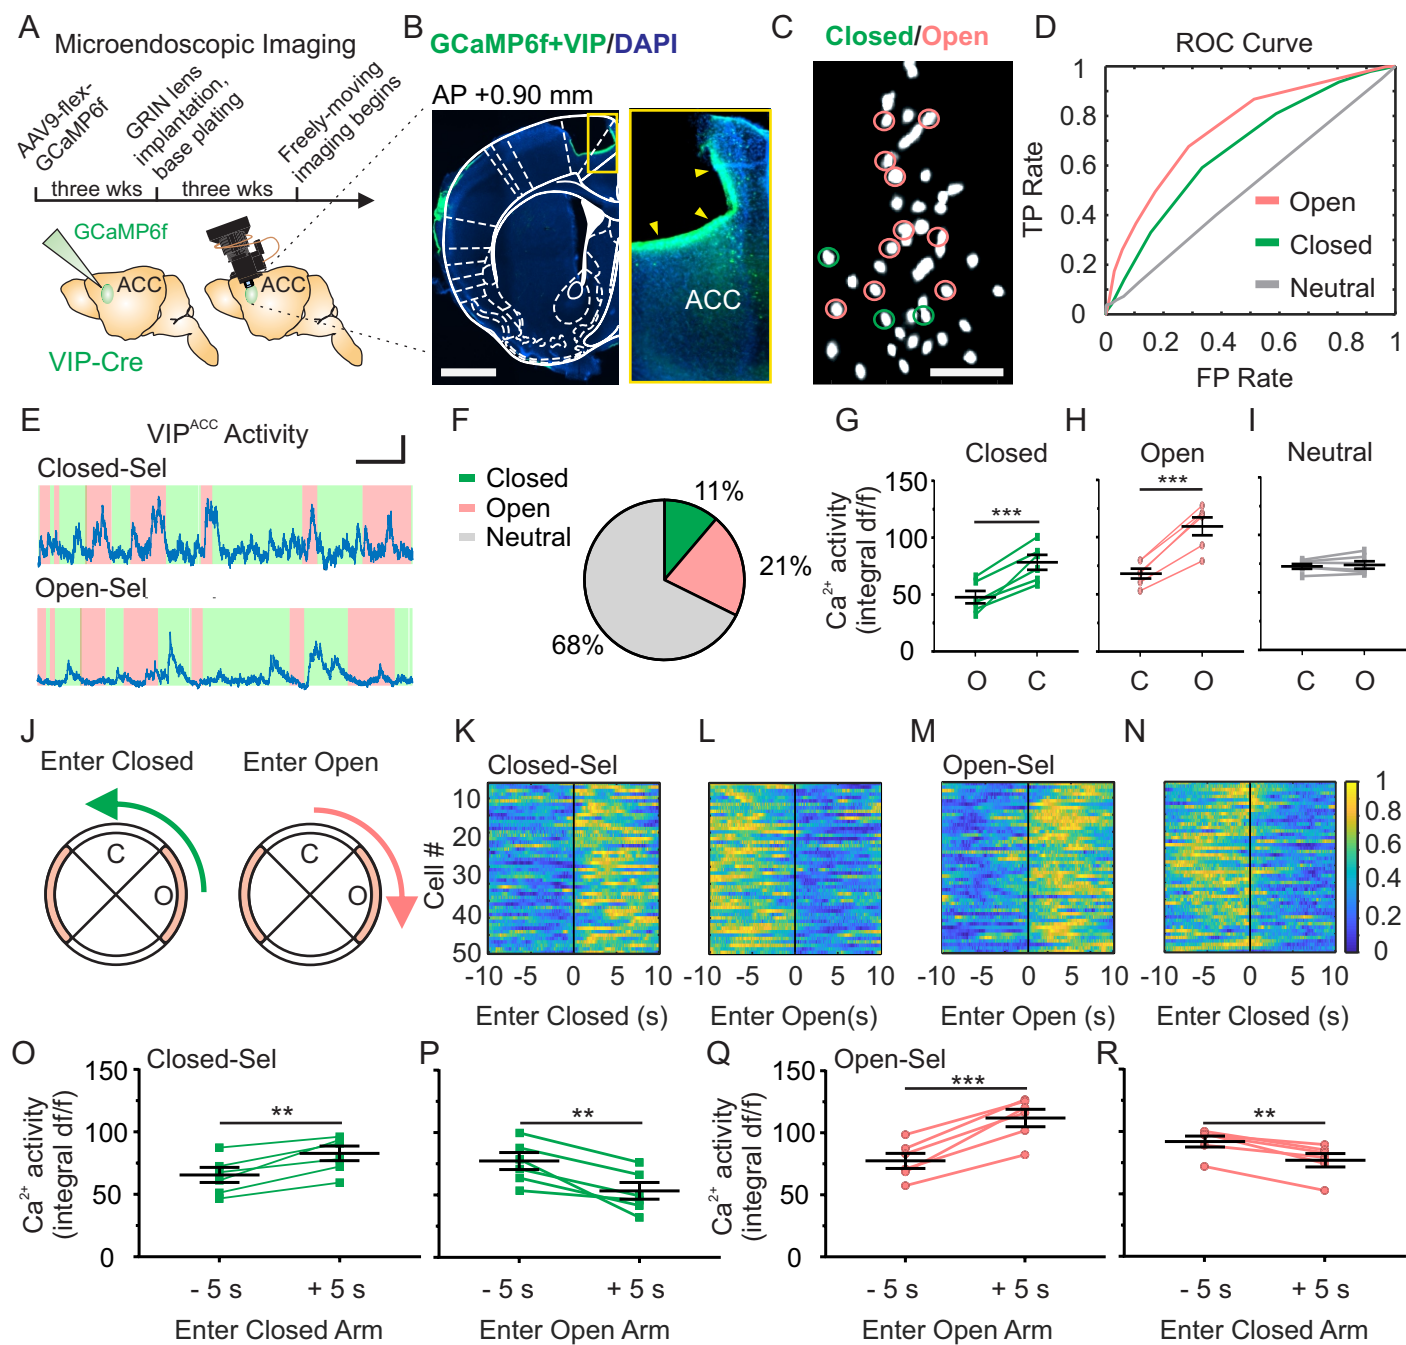 A
Microendoscopic Imaging
AAV9-flex-
GCaMP6f
GRIN lens
implantation,
base plating
Freely-moving
imaging begins
three wks
three wks
GCaMP6f
ACC
ACC
VIP-Cre
B
GCaMP6f+VIP/DAPI
AP +0.90 mm
ACC
C
Closed/Open
D
ROC Curve
TP Rate
1
0.8
0.6
0.4
0.2
0
Open
Closed
Neutral
0 0.2 0.4 0.6 0.8 1
FP Rate
E
VIP^ACC Activity
Closed-Sel
Open-Sel
F
Closed
Open
Neutral
11%
21%
68%
G
Closed
Ca2+ activity
(integral df/f)
150
100
50
0
***
O C
H
Open
***
C O
I
Neutral
C O
J
Enter Closed
Enter Open
C
O
C
O
K
Closed-Sel
Cell #
10
20
30
40
50
-10 -5 0 5 10
Enter Closed (s)
L
-10 -5 0 5 10
Enter Open(s)
M
Open-Sel
-10 -5 0 5 10
Enter Open (s)
N
-10 -5 0 5 10
Enter Closed (s)
1
0.8
0.6
0.4
0.2
0
O
Closed-Sel
Ca2+ activity
(integral df/f)
150
100
50
0
**
- 5 s + 5 s
Enter Closed Arm
P
**
- 5 s + 5 s
Enter Open Arm
Q
Open-Sel
Ca2+ activity
(integral df/f)
150
100
50
0
***
- 5 s + 5 s
Enter Open Arm
R
**
- 5 s + 5 s
Enter Closed Arm